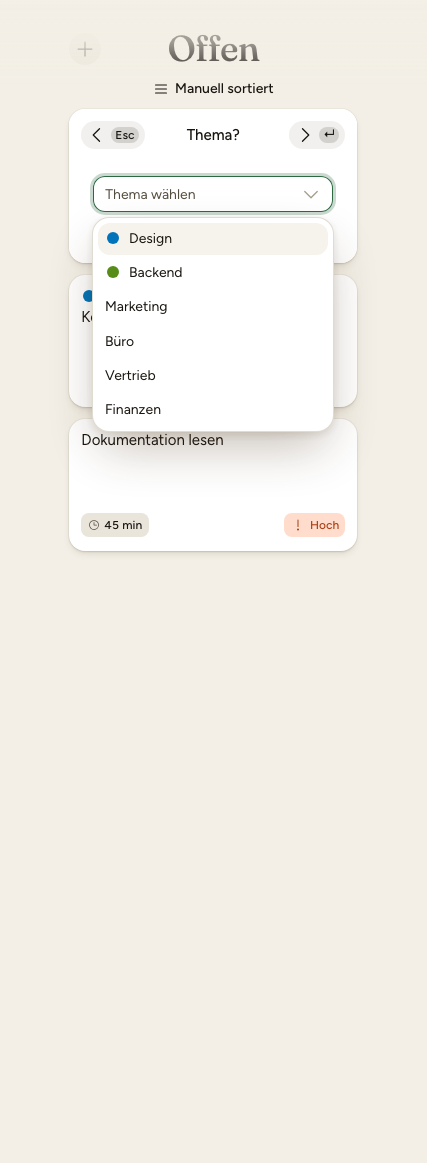 Offen
Manuell sortiert
Esc
Thema?
Thema wählen
Design
Backend
Marketing
Büro
Vertrieb
Finanzen
Dokumentation lesen
45 min
! Hoch